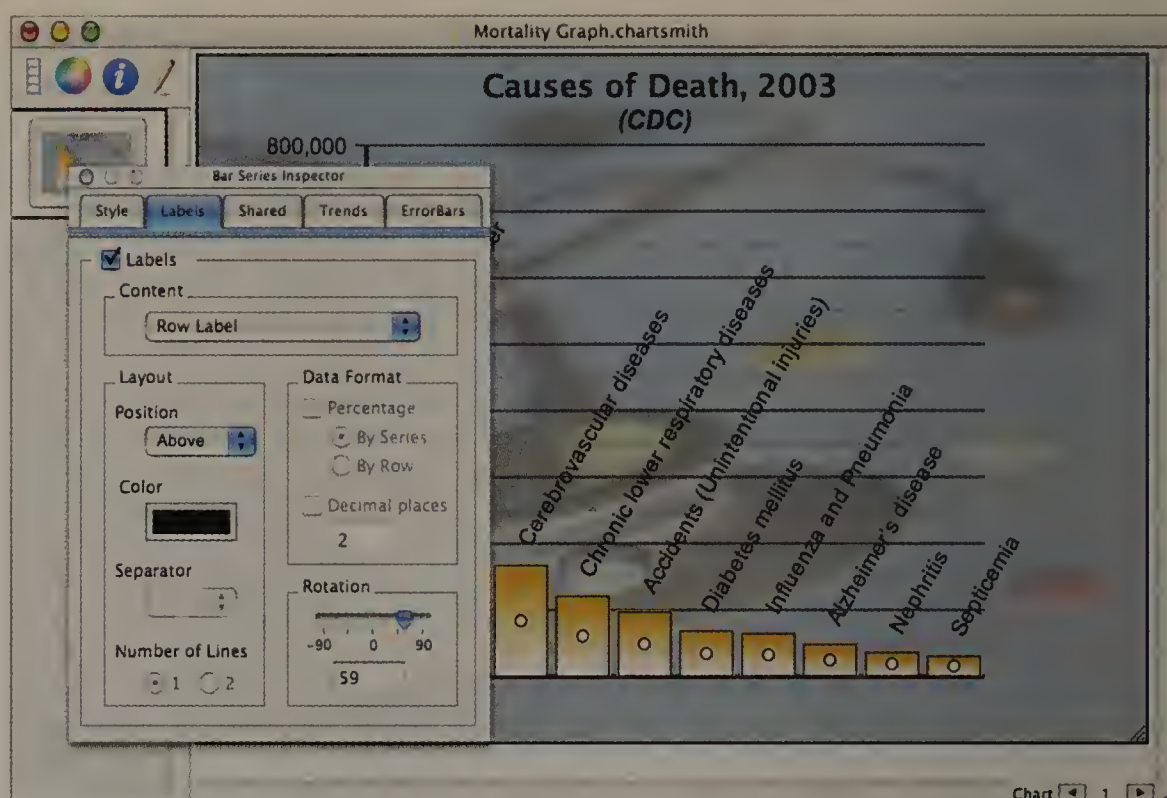 Mortality Graph.chartsmith
Causes of Death, 2003
(CDC)
800,000
Bar Series Inspector
Style Labels Shared Trends ErrorBars
Labels
Content
Row Label
Layout
Position
Above
Color
Separator
Number of Lines
1 2
Data Format
Percentage
By Series
By Row
Decimal places
2
Rotation
-90 0 90
59
Cerebrovascular diseases
Chronic lower respiratory diseases
Accidents (Unintentional injuries)
Diabetes mellitus
Influenza and Pneumonia
Alzheimer's disease
Nephritis
Septicemia
Chart 1